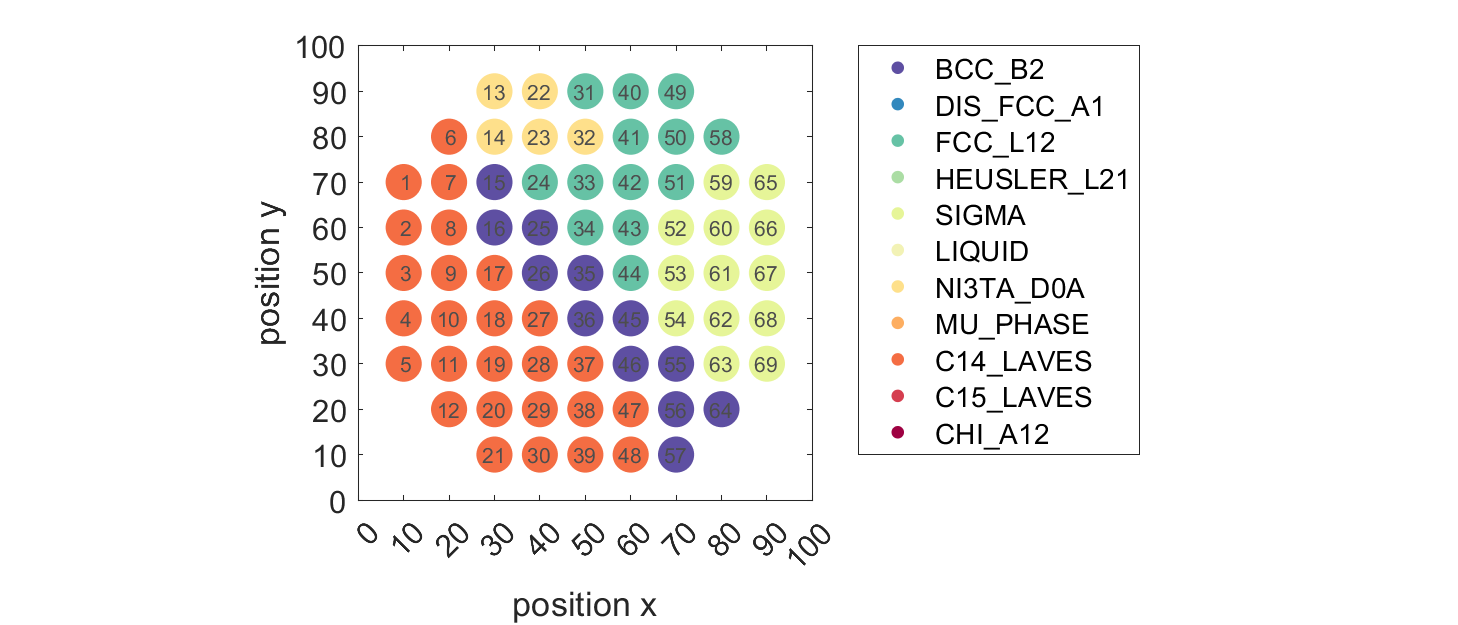 100
90
80
70
60
50
40
30
20
10
0
position y
13 22 31 40 49
6 14 23 32 41 50 58
1 7 15 24 33 42 51 59 65
2 8 16 25 34 43 52 60 66
3 9 17 26 35 44 53 61 67
4 10 18 27 36 45 54 62 68
5 11 19 28 37 46 55 63 69
12 20 29 38 47 56 64
21 30 39 48 57
0 10 20 30 40 50 60 70 80 90 100
position x
BCC_B2
DIS_FCC_A1
FCC_L12
HEUSLER_L21
SIGMA
LIQUID
NI3TA_D0A
MU_PHASE
C14_LAVES
C15_LAVES
CHI_A12